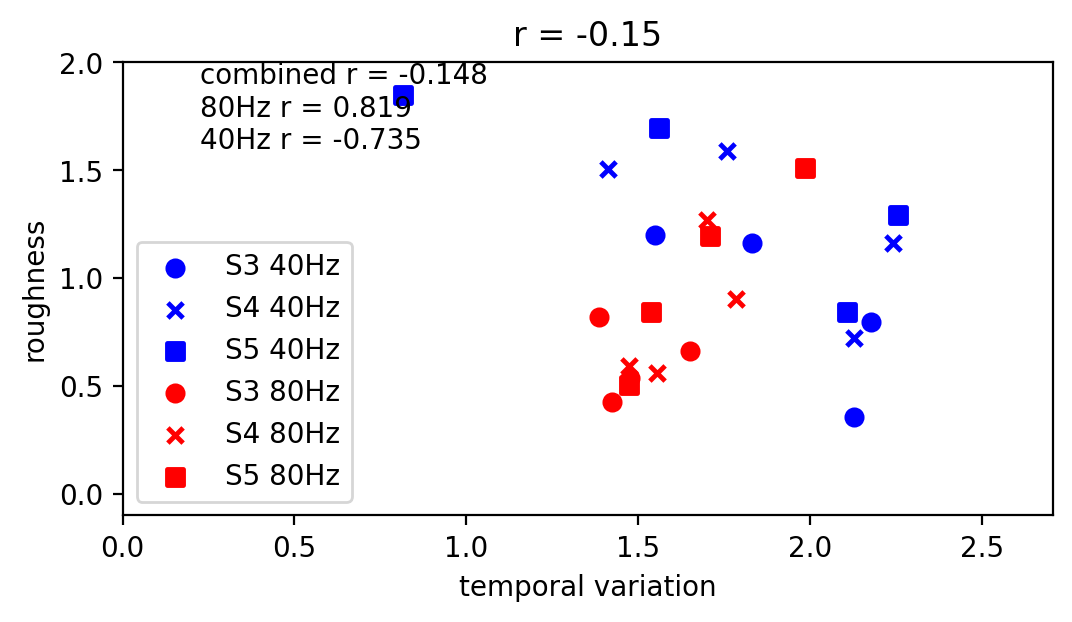 r = -0.15
combined r = -0.148
80Hz r = 0.819
40Hz r = -0.735
2.0
1.5
1.0
0.5
0.0
roughness
S3 40Hz
S4 40Hz
S5 40Hz
S3 80Hz
S4 80Hz
S5 80Hz
0.0 0.5 1.0 1.5 2.0 2.5
temporal variation